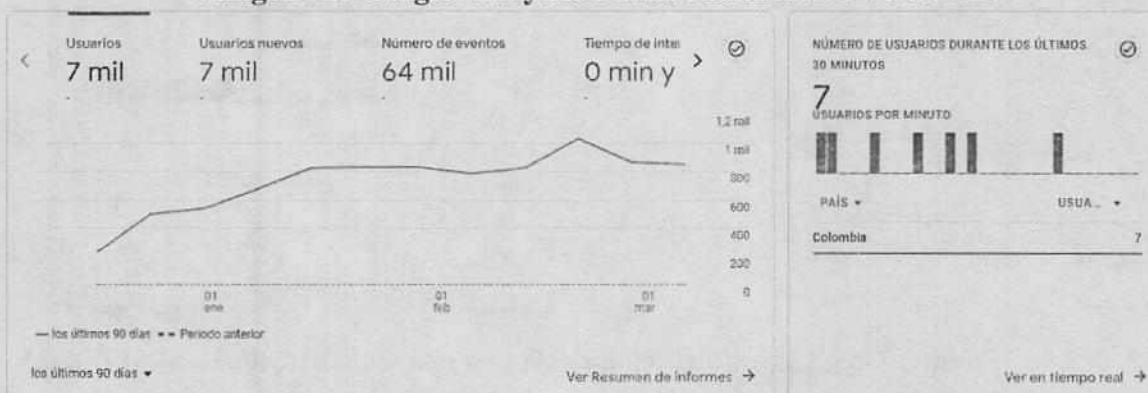 Usuarios
7 mil
Usuarios nuevos
7 mil
Número de eventos
64 mil
Tiempo de inte
0 min y
1,2 mil
1 mil
800
600
400
200
0
01
ene
01
feb
01
mar
los últimos 90 días
Periodo anterior
los últimos 90 días
Ver Resumen de informes →
NÚMERO DE USUARIOS DURANTE LOS ÚLTIMOS
30 MINUTOS
7
USUARIOS POR MINUTO
PAÍS
USUA...
Colombia 7
Ver en tiempo real →